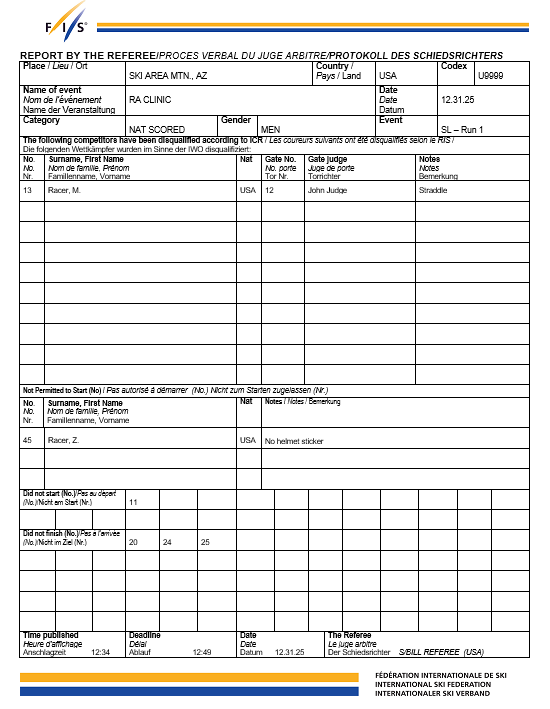 FIS
REPORT BY THE REFEREE/PROCES VERBAL DU JUGE ARBITRE/PROTOKOLL DES SCHIEDSRICHTERS
Place / Lieu / Ort
SKI AREA MTN., AZ
Country /
Pays / Land
USA
Codex
U9999
Name of event
Nom de l'événement
Name der Veranstaltung
RA CLINIC
Date
Date
Datum
12.31.25
Category
NAT SCORED
Gender
MEN
Event
SL – Run 1
The following competitors have been disqualified according to ICR / Les coureurs suivants ont été disqualifiés selon le RIS /
Die folgenden Wettkämpfer wurden im Sinne der IWO disqualifiziert:
No. Surname, First Name Nat Gate No. Gate judge Notes
No. Nom de famille, Prénom No. porte Juge de porte Notes
Nr. Familienname, Vorname Tor Nr. Torrichter Bemerkung
13 Racer, M. USA 12 John Judge Straddle
Not Permitted to Start (No) / Pas autorisé à démarrer (No.) / Nicht zum Starten zugelassen (Nr.)
No. Surname, First Name Nat Notes / Notes / Bemerkung
No. Nom de famille, Prénom
Nr. Familienname, Vorname
45 Racer, Z. USA No helmet sticker
Did not start (No.)/Pas au départ
(No.)/Nicht am Start (Nr.) 11
Did not finish (No.)/Pas à l'arrivée
(No.)/Nicht im Ziel (Nr.) 20 24 25
Time published Deadline Date The Referee
Heure d'affichage Délai Date Le juge arbitre
Anschlagzeit 12:34 Ablauf 12:49 Datum 12.31.25 Der Schiedsrichter S/BILL REFEREE (USA)
FÉDÉRATION INTERNATIONALE DE SKI
INTERNATIONAL SKI FEDERATION
INTERNATIONALER SKI VERBAND